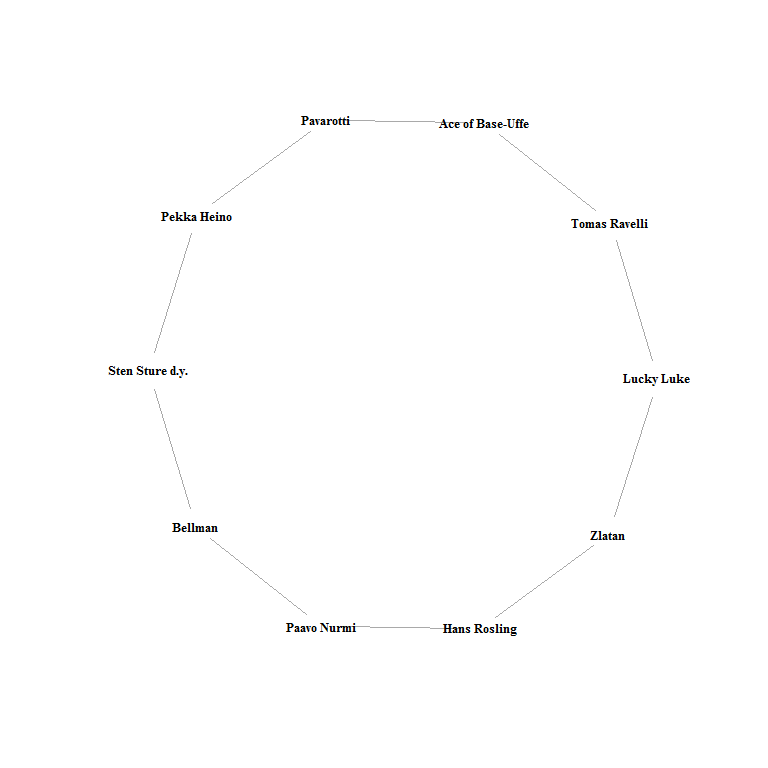 Pavarotti
Ace of Base-Uffe
Pekka Heino
Tomas Ravelli
Sten Sture d.y.
Lucky Luke
Bellman
Zlatan
Paavo Nurmi
Hans Rosling